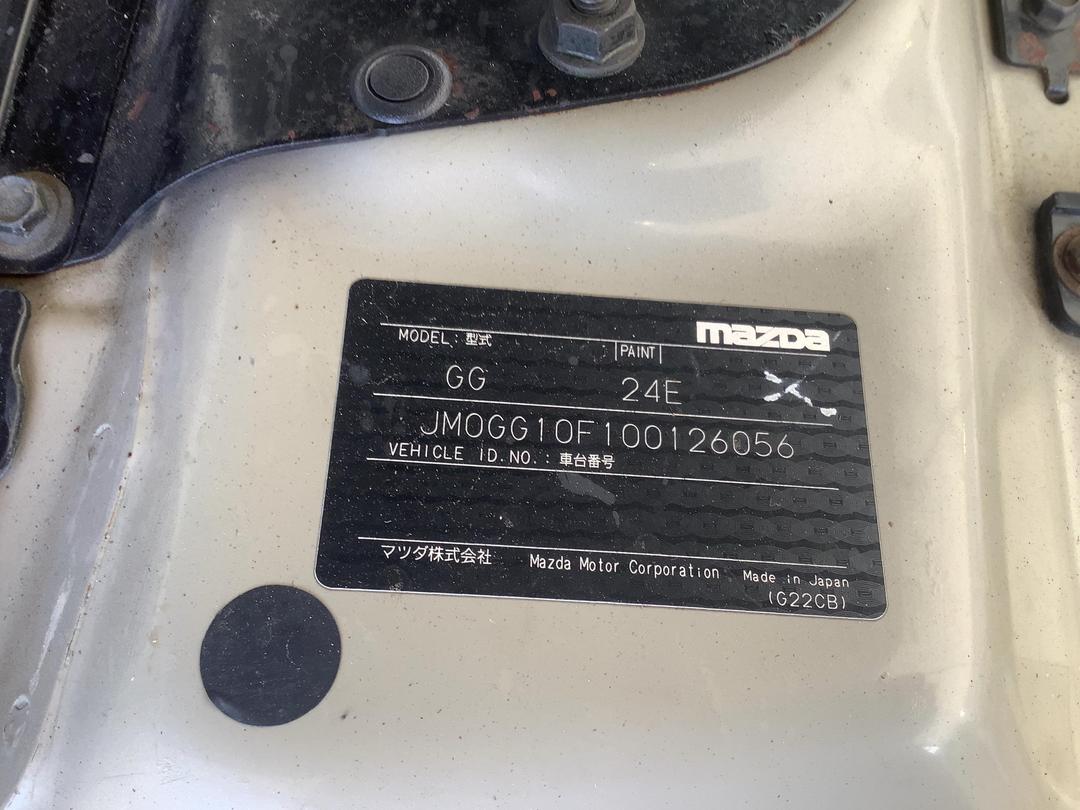 mazda
MODEL：型式 PAINT
GG 24E
JM0GG10F100126056
VEHICLE ID.NO.：車台番号
マツダ株式会社 Mazda Motor Corporation Made in Japan
(G22CB)